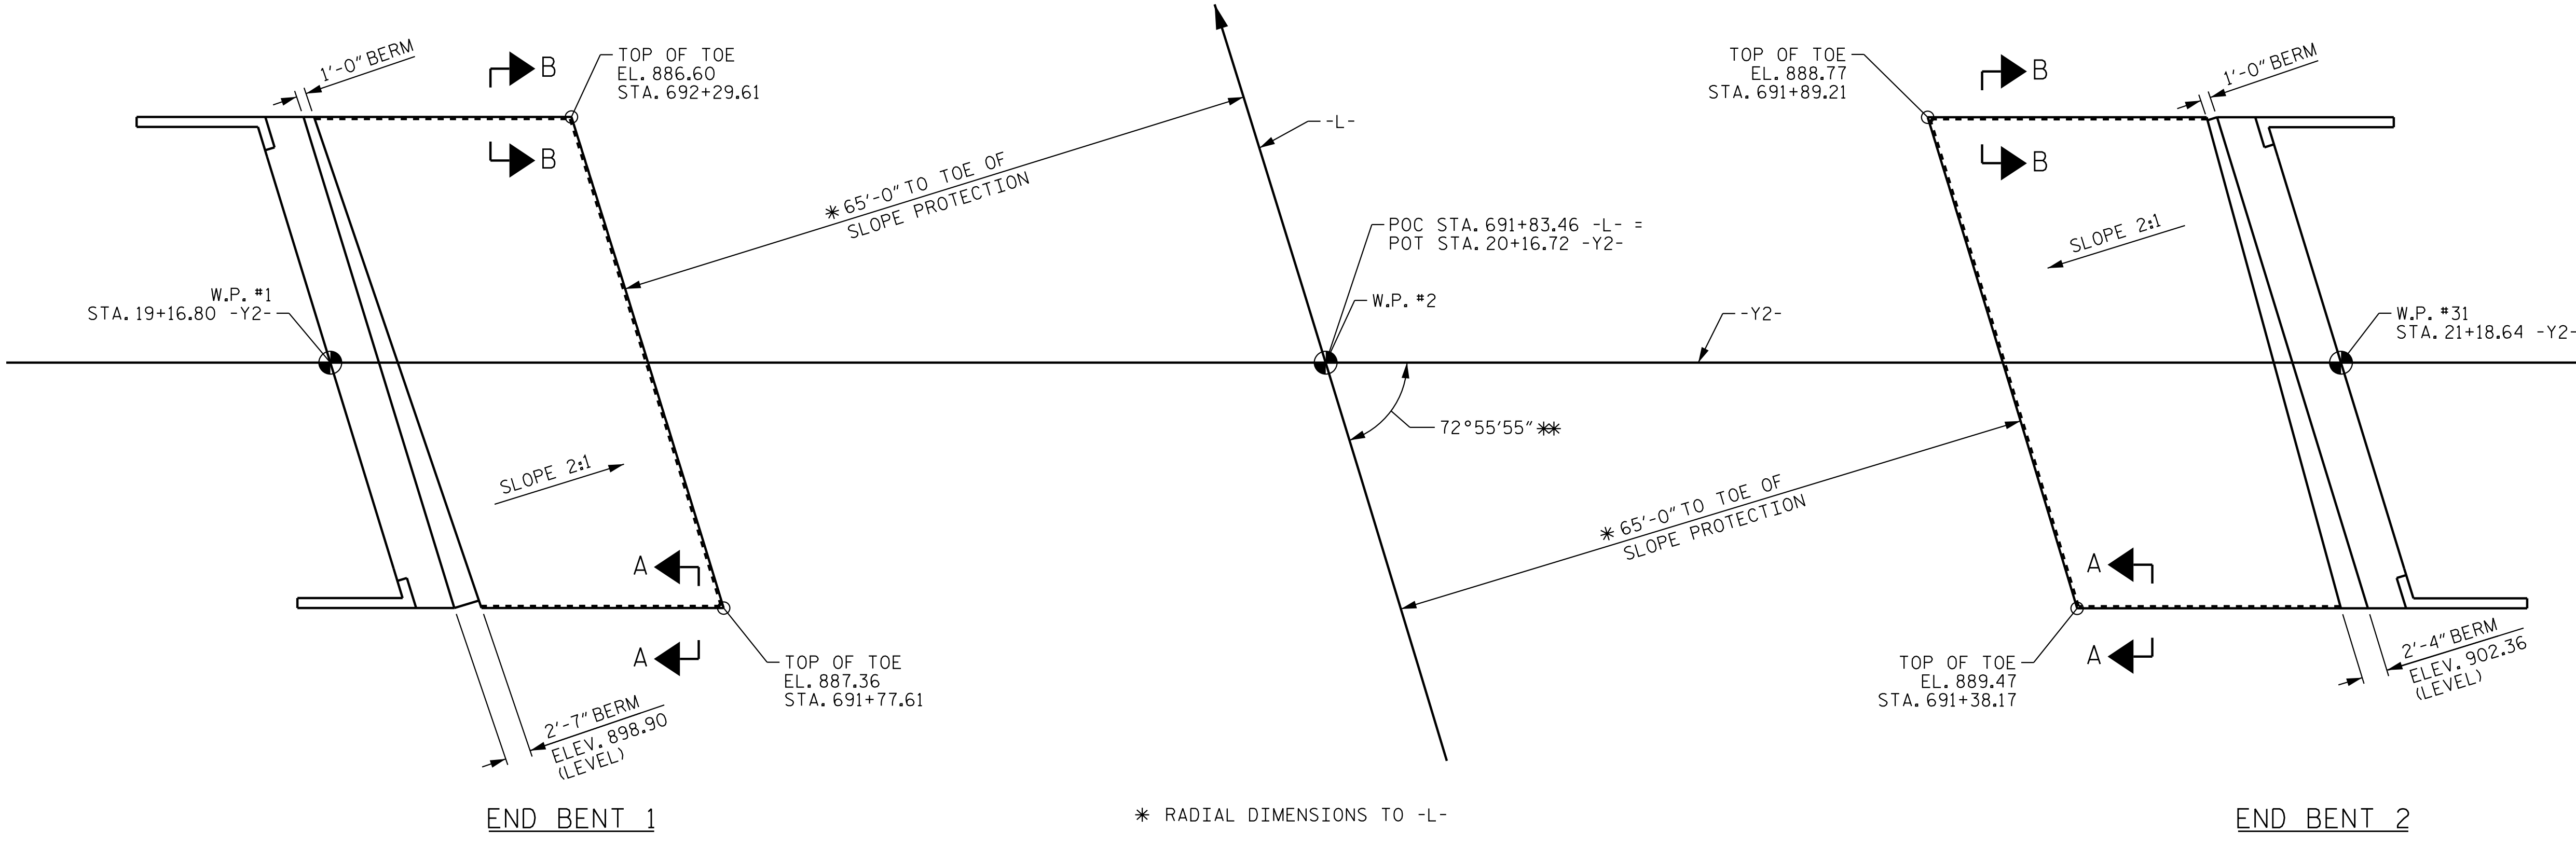 1'-0" BERM
B
B
TOP OF TOE
EL. 886.60
STA. 692+29.61
✳ 65'-0" TO TOE OF
SLOPE PROTECTION
-L-
TOP OF TOE
EL. 888.77
STA. 691+89.21
B
B
1'-0" BERM
SLOPE 2:1
POC STA. 691+83.46 -L- =
POT STA. 20+16.72 -Y2-
W.P. #1
STA. 19+16.80 -Y2-
W.P. #2
-Y2-
W.P. #31
STA. 21+18.64 -Y2-
72°55'55" ✳✳
SLOPE 2:1
✳ 65'-0" TO TOE OF
SLOPE PROTECTION
A
A
TOP OF TOE
EL. 887.36
STA. 691+77.61
2'-7" BERM
ELEV. 898.90
(LEVEL)
A
A
TOP OF TOE
EL. 889.47
STA. 691+38.17
2'-4" BERM
ELEV. 902.36
(LEVEL)
END BENT 1
✳ RADIAL DIMENSIONS TO -L-
END BENT 2